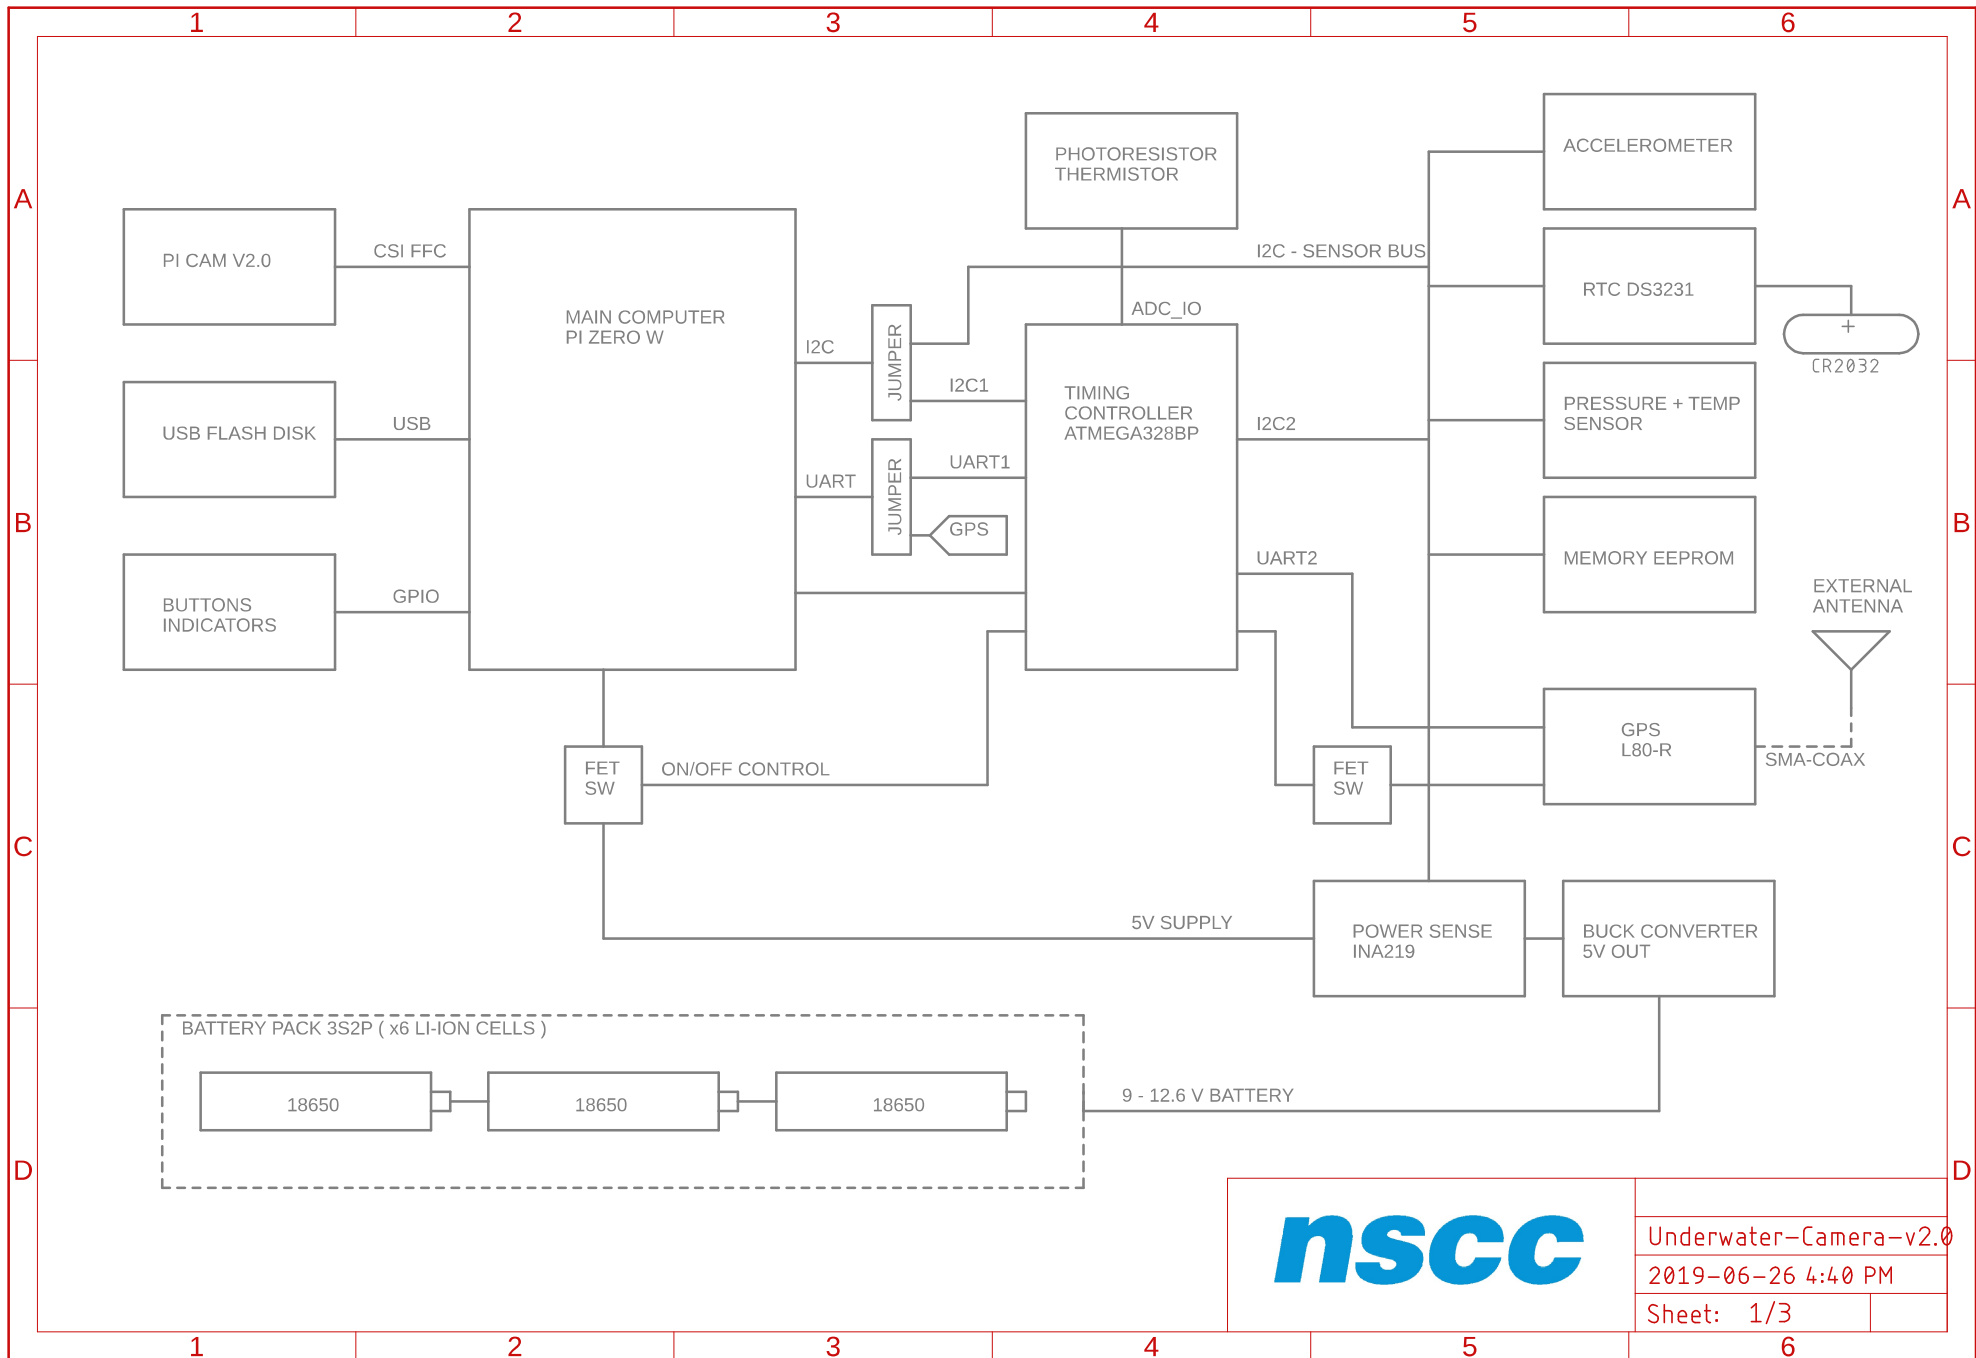 1 2 3 4 5 6
A A
PHOTORESISTOR
THERMISTOR
ACCELEROMETER
PI CAM V2.0
CSI FFC
I2C - SENSOR BUS
RTC DS3231
+
CR2032
MAIN COMPUTER
PI ZERO W
ADC_IO
I2C
JUMPER
I2C1
TIMING
CONTROLLER
ATMEGA328BP
I2C2
PRESSURE + TEMP
SENSOR
USB FLASH DISK
USB
UART
JUMPER
UART1
GPS
B B
UART2
MEMORY EEPROM
EXTERNAL
ANTENNA
BUTTONS
INDICATORS
GPIO
GPS
L80-R
SMA-COAX
FET
SW
ON/OFF CONTROL
FET
SW
C C
5V SUPPLY
POWER SENSE
INA219
BUCK CONVERTER
5V OUT
BATTERY PACK 3S2P ( x6 LI-ION CELLS )
18650
18650
18650
9 - 12.6 V BATTERY
D D
nscc
Underwater-Camera-v2.0
2019-06-26 4:40 PM
Sheet: 1/3
1 2 3 4 5 6